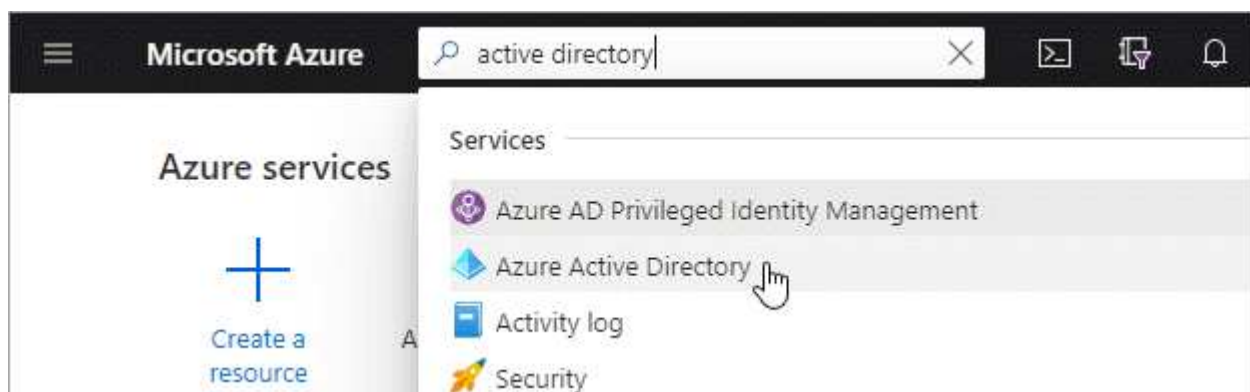 Microsoft Azure
active directory
Azure services
Services
Azure AD Privileged Identity Management
Azure Active Directory
Activity log
Security
Create a
resource
A